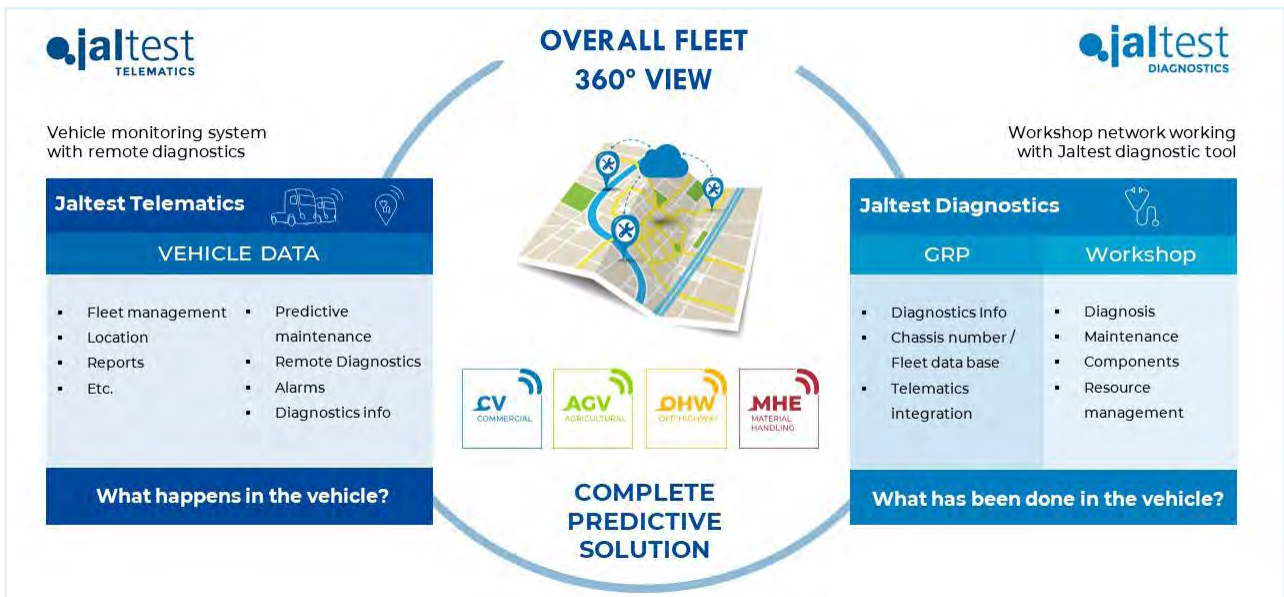 jaltest
TELEMATICS
OVERALL FLEET
360° VIEW
jaltest
DIAGNOSTICS
Vehicle monitoring system
with remote diagnostics
Workshop network working
with Jaltest diagnostic tool
Jaltest Telematics
VEHICLE DATA
▪ Fleet management
▪ Location
▪ Reports
▪ Etc.
▪ Predictive
maintenance
▪ Remote Diagnostics
▪ Alarms
▪ Diagnostics info
What happens in the vehicle?
CV
COMMERCIAL
AGV
AGRICULTURAL
OHW
OFF HIGHWAY
MHE
MATERIAL
HANDLING
COMPLETE
PREDICTIVE
SOLUTION
Jaltest Diagnostics
GRP
▪ Diagnostics Info
▪ Chassis number /
Fleet data base
▪ Telematics
integration
Workshop
▪ Diagnosis
▪ Maintenance
▪ Components
▪ Resource
management
What has been done in the vehicle?